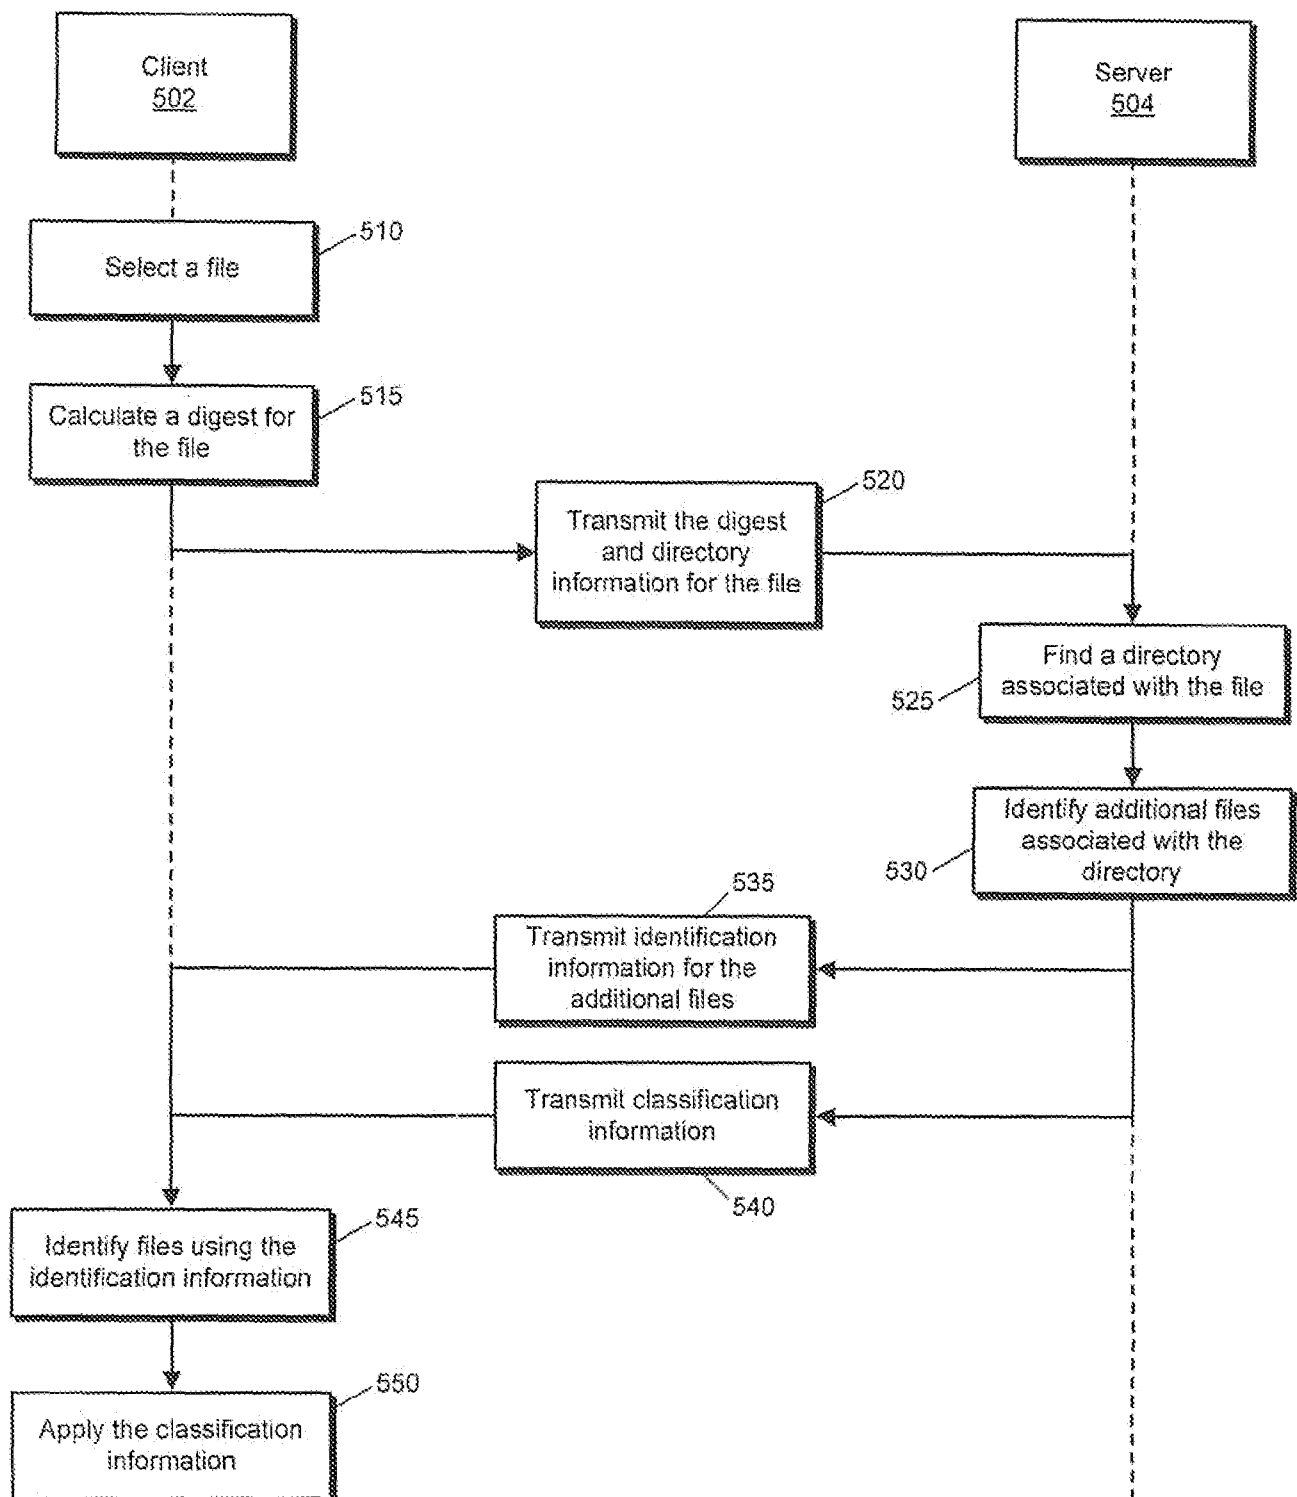 Client
502
Server
504
Select a file
510
Calculate a digest for
the file
515
Transmit the digest
and directory
information for the file
520
Find a directory
associated with the file
525
Identify additional files
associated with the
directory
530
535
Transmit identification
information for the
additional files
Transmit classification
information
540
Identify files using the
identification information
545
Apply the classification
information
550